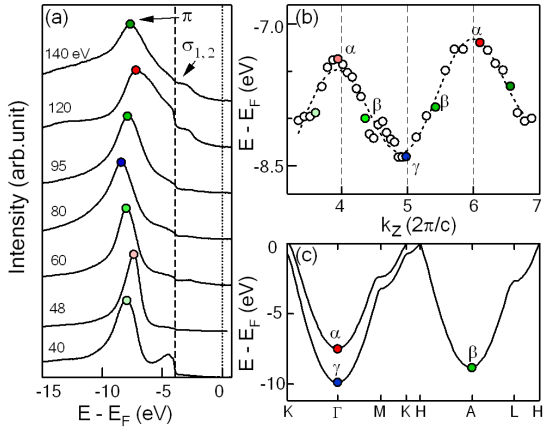 (a)
π
σ1,2
140 eV
120
95
80
60
48
40
Intensity (arb.unit)
-15 -10 -5 0
E - EF (eV)
(b)
-7.0
-8.5
E - EF (eV)
α
β
γ
β
α
4 5 6 7
kz (2π/c)
(c)
0
-5
-10
E - EF (eV)
α
γ
β
K Γ M K H A L H